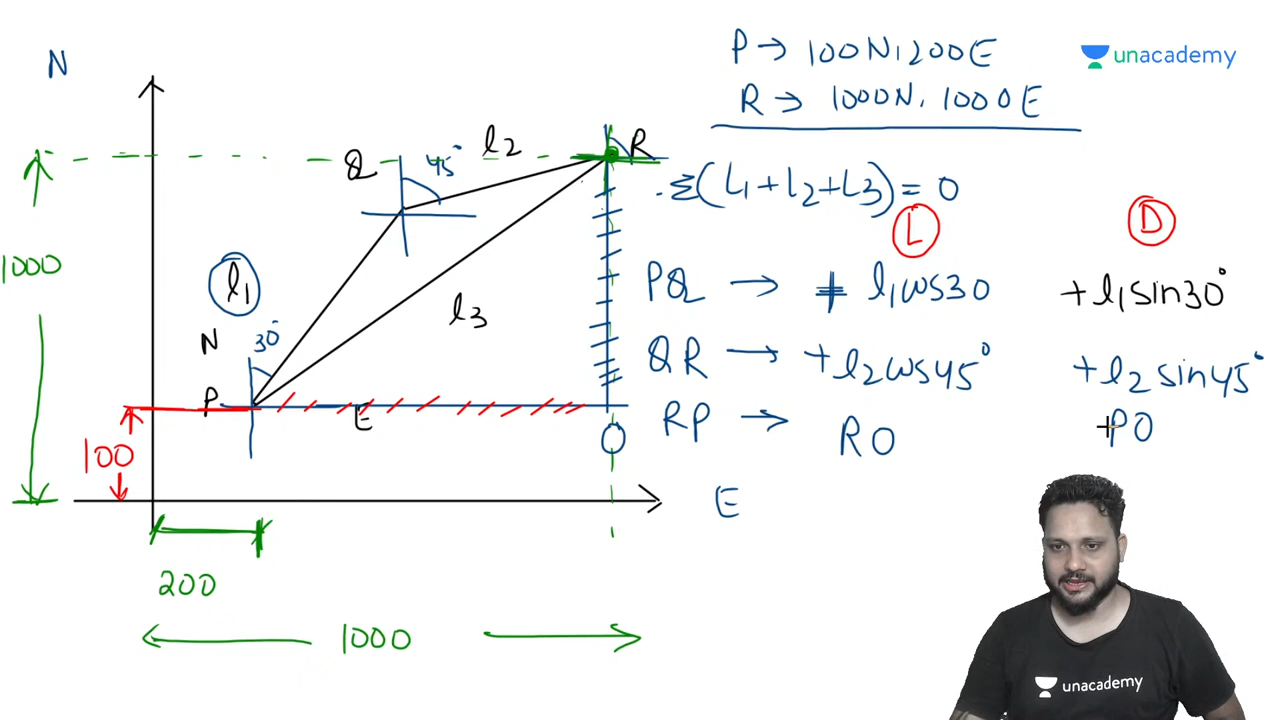 P → 100N, 200E
R → 1000N, 1000E
unacademy
N
Q
45°
l2
R
Σ(L1+L2+L3) = 0
L
D
1000
l1
30°
N
l3
P
E
O
100
PQ → + l1cos30 + l1sin30°
QR → + l2cos45° + l2sin45°
RP → RO + PO
E
200
1000
unacademy